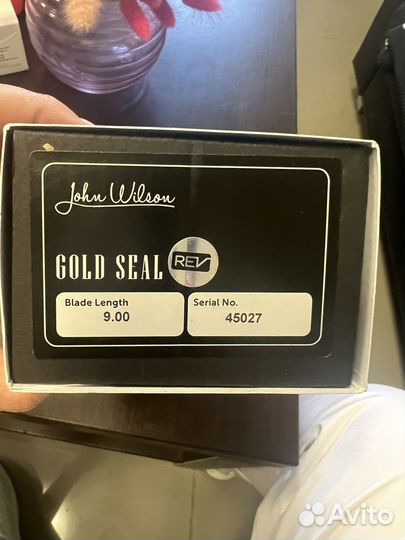 John Wilson
GOLD SEAL REV
Blade Length
9.00
Serial No.
45027
Avito